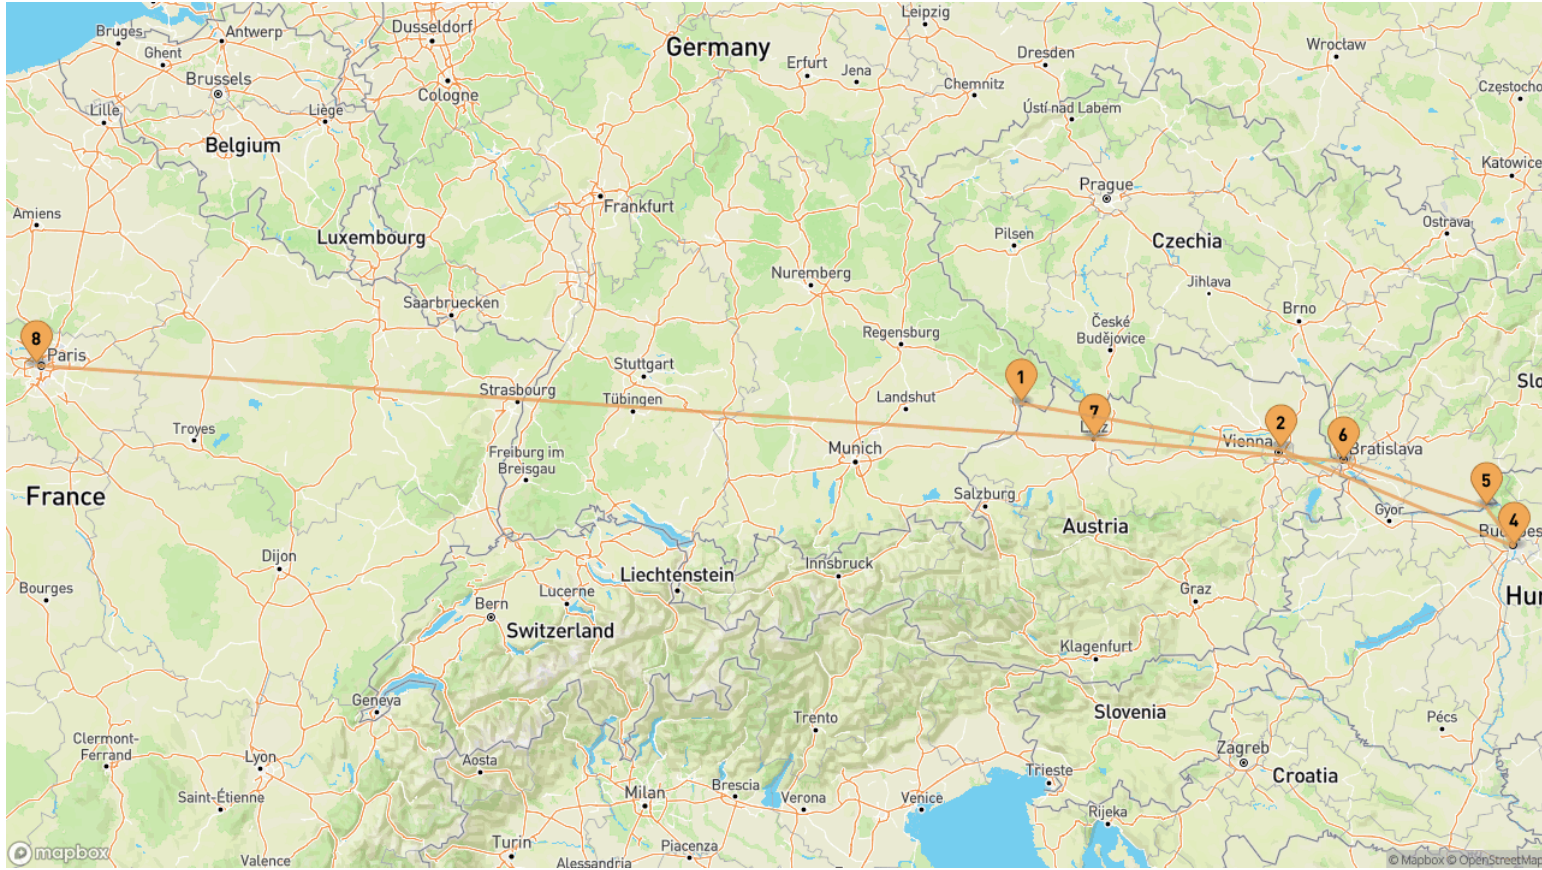 Leipzig
Bruges
Antwerp
Dusseldorf
Germany
Wrocław
Ghent
Dresden
Erfurt
Jena
Brussels
Chemnitz
Częstocho
Cologne
Lille
Liège
Ústí nad Labem
Belgium
Katowice
Prague
Frankfurt
Amiens
Ostrava
Luxembourg
Pilsen
Czechia
Nuremberg
Jihlava
Saarbruecken
Brno
České
Budějovice
Regensburg
8
Paris
Stuttgart
1
Slo
Strasbourg
Tübingen
Landshut
7
Troyes
2
Vienna
6
Bratislava
Munich
Freiburg im
Breisgau
5
France
Salzburg
Gyor
4
Austria
Dijon
Innsbruck
Liechtenstein
Bourges
Lucerne
Graz
Hun
Bern
Switzerland
Klagenfurt
Geneva
Slovenia
Trento
Pécs
Clermont-
Ferrand
Zagreb
Lyon
Aosta
Trieste
Croatia
Brescia
Milan
Saint-Étienne
Verona
Venice
Rijeka
Turin
Piacenza
mapbox
Valence
Alessandria
© Mapbox © OpenStreetMap